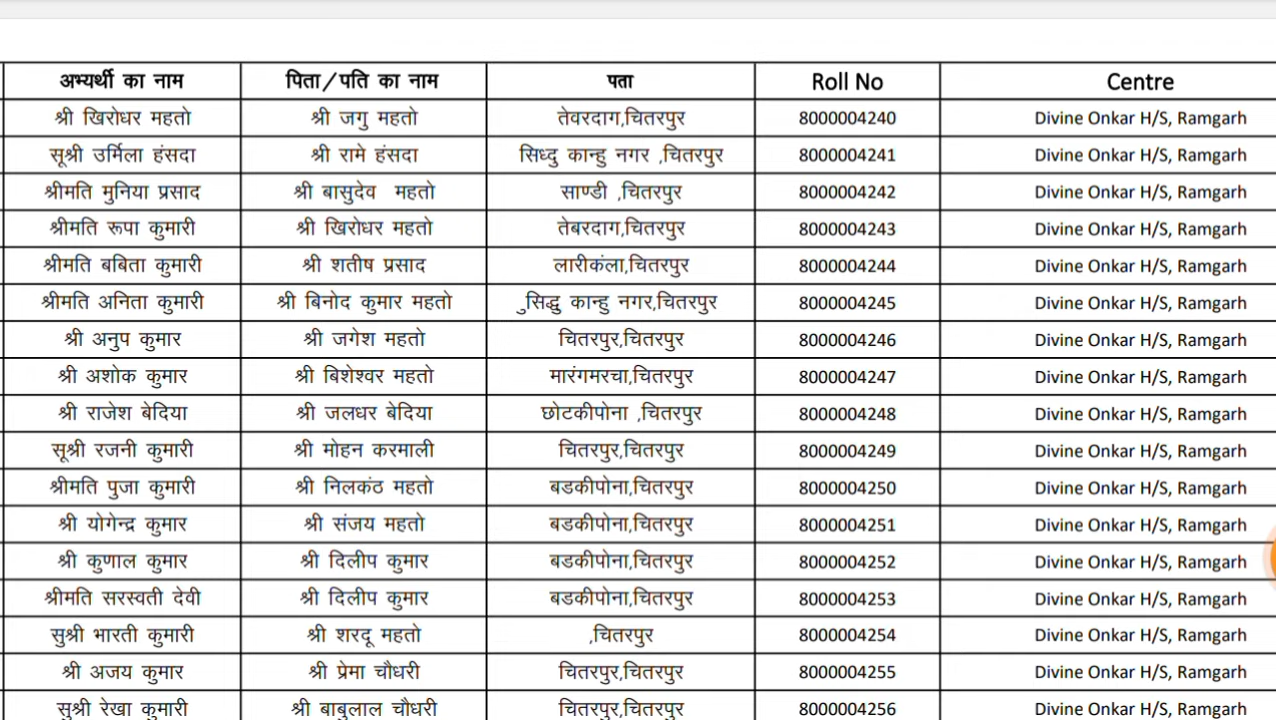 अभ्यर्थी का नाम पिता/पति का नाम पता Roll No Centre
श्री खिरोधर महतो श्री जगु महतो तेवरदाग,चितरपुर 8000004240 Divine Onkar H/S, Ramgarh
सूश्री उर्मिला हंसदा श्री रामे हंसदा सिध्दु कान्हु नगर ,चितरपुर 8000004241 Divine Onkar H/S, Ramgarh
श्रीमति मुनिया प्रसाद श्री बासुदेव महतो साण्डी ,चितरपुर 8000004242 Divine Onkar H/S, Ramgarh
श्रीमति रूपा कुमारी श्री खिरोधर महतो तेबरदाग,चितरपुर 8000004243 Divine Onkar H/S, Ramgarh
श्रीमति बबिता कुमारी श्री शतीष प्रसाद लारीकंला,चितरपुर 8000004244 Divine Onkar H/S, Ramgarh
श्रीमति अनिता कुमारी श्री बिनोद कुमार महतो ुसिद्धु कान्हु नगर,चितरपुर 8000004245 Divine Onkar H/S, Ramgarh
श्री अनुप कुमार श्री जगेश महतो चितरपुर,चितरपुर 8000004246 Divine Onkar H/S, Ramgarh
श्री अशोक कुमार श्री बिशेश्वर महतो मारंगमरचा,चितरपुर 8000004247 Divine Onkar H/S, Ramgarh
श्री राजेश बेदिया श्री जलधर बेदिया छोटकीपोना ,चितरपुर 8000004248 Divine Onkar H/S, Ramgarh
सूश्री रजनी कुमारी श्री मोहन करमाली चितरपुर,चितरपुर 8000004249 Divine Onkar H/S, Ramgarh
श्रीमति पुजा कुमारी श्री निलकंठ महतो बडकीपोना,चितरपुर 8000004250 Divine Onkar H/S, Ramgarh
श्री योगेन्द्र कुमार श्री संजय महतो बडकीपोना,चितरपुर 8000004251 Divine Onkar H/S, Ramgarh
श्री कुणाल कुमार श्री दिलीप कुमार बडकीपोना,चितरपुर 8000004252 Divine Onkar H/S, Ramgarh
श्रीमति सरस्वती देवी श्री दिलीप कुमार बडकीपोना,चितरपुर 8000004253 Divine Onkar H/S, Ramgarh
सुश्री भारती कुमारी श्री शरदू महतो ,चितरपुर 8000004254 Divine Onkar H/S, Ramgarh
श्री अजय कुमार श्री प्रेमा चौधरी चितरपुर,चितरपुर 8000004255 Divine Onkar H/S, Ramgarh
सुश्री रेखा कुमारी श्री बाबुलाल चौधरी चितरपुर,चितरपुर 8000004256 Divine Onkar H/S, Ramgarh